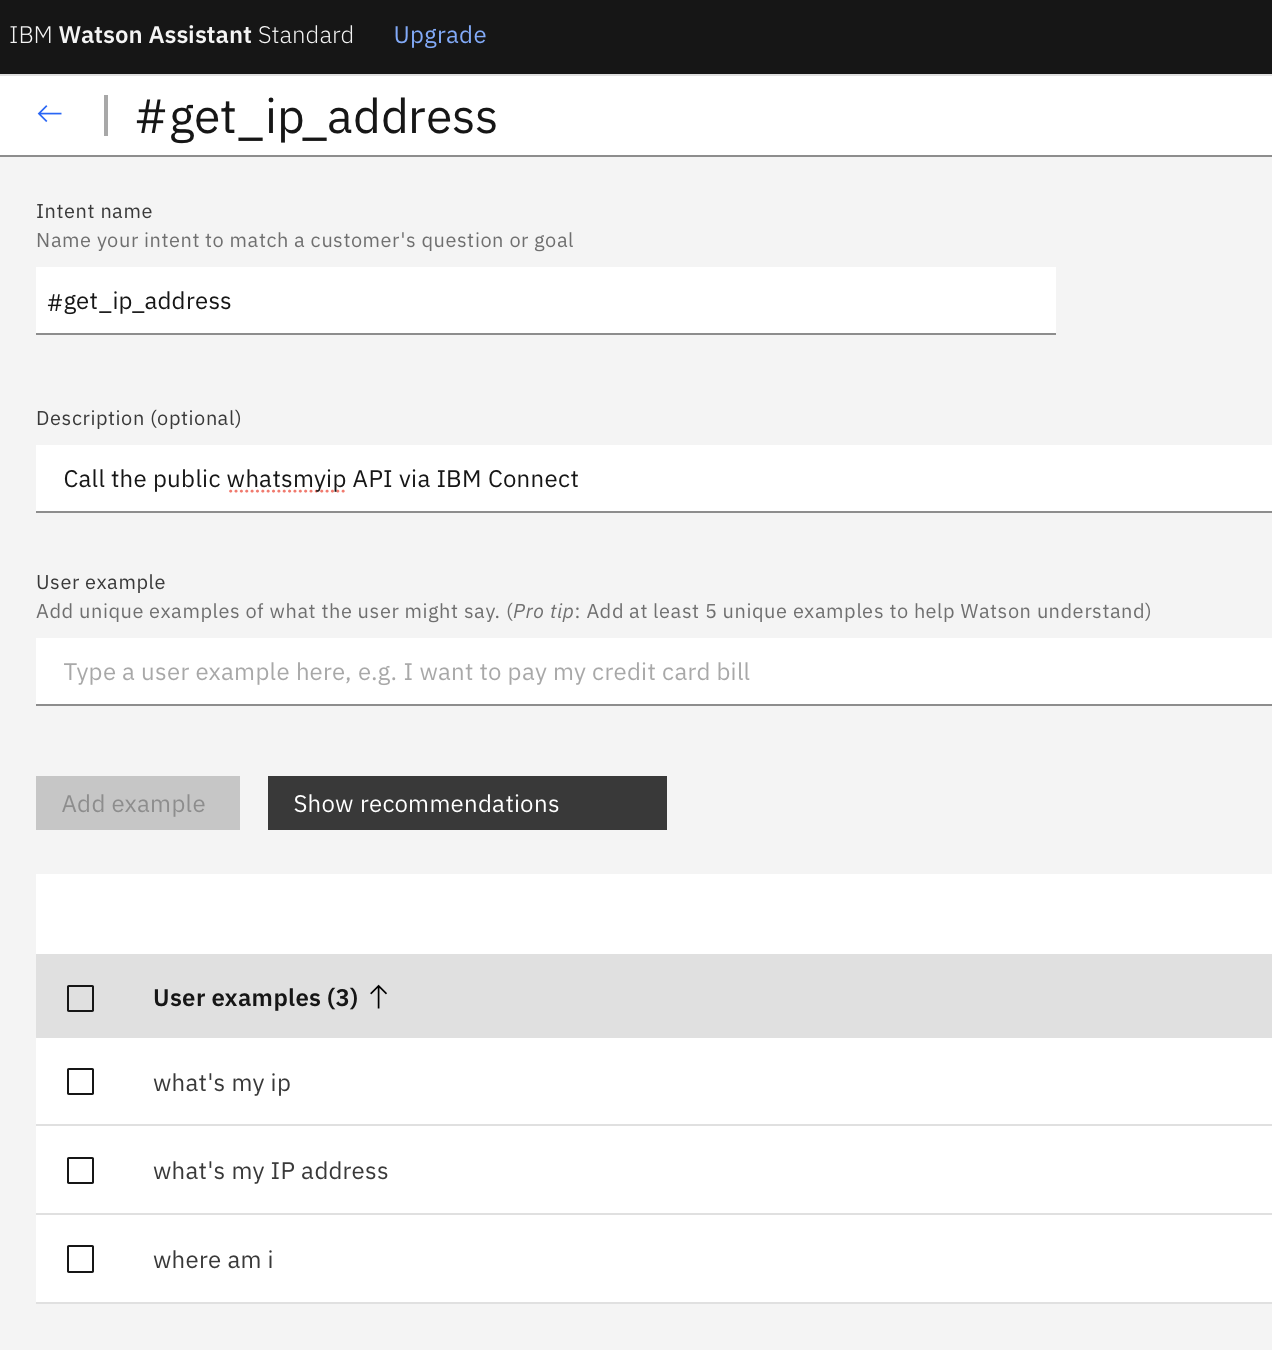 IBM Watson Assistant Standard Upgrade
#get_ip_address
Intent name
Name your intent to match a customer's question or goal
#get_ip_address
Description (optional)
Call the public whatsmyip API via IBM Connect
User example
Add unique examples of what the user might say. (Pro tip: Add at least 5 unique examples to help Watson understand)
Type a user example here, e.g. I want to pay my credit card bill
Add example Show recommendations
User examples (3) ↑
what's my ip
what's my IP address
where am i